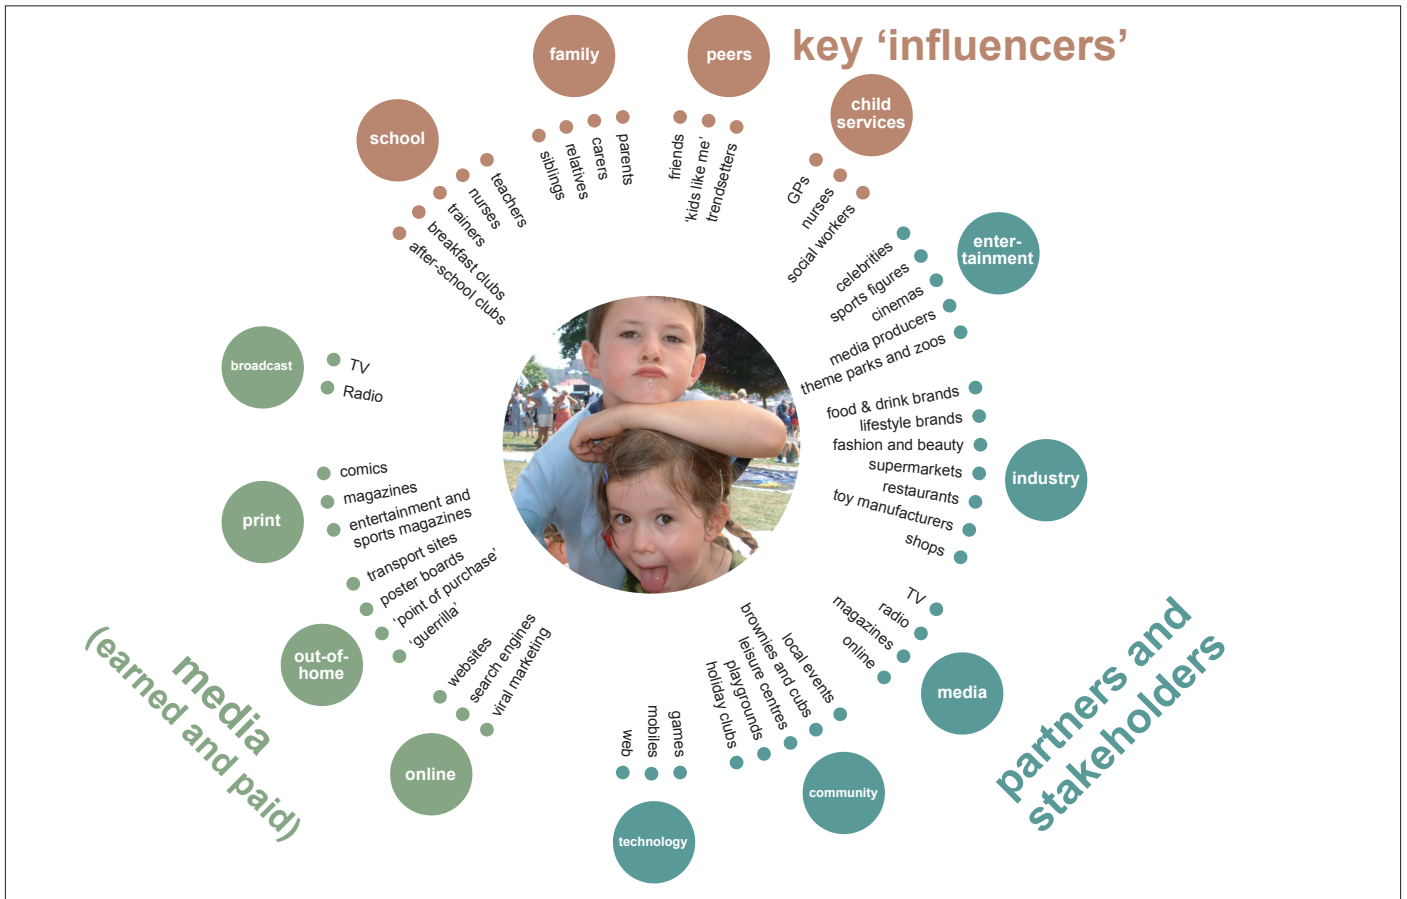 key ‘influencers’
school
teachers
nurses
trainers
breakfast clubs
after-school clubs
family
siblings
relatives
carers
parents
peers
friends
‘kids like me’
trendsetters
child
services
GPs
nurses
social workers
enter-
tainment
celebrities
sports figures
cinemas
media producers
theme parks and zoos
industry
food & drink brands
lifestyle brands
fashion and beauty
supermarkets
restaurants
toy manufacturers
shops
media
TV
radio
magazines
online
community
local events
brownies and cubs
leisure centres
playgrounds
holiday clubs
technology
games
mobiles
web
partners and
stakeholders
broadcast
TV
Radio
print
comics
magazines
entertainment and
sports magazines
out-of-
home
transport sites
poster boards
‘point of purchase’
‘guerrilla’
online
websites
search engines
viral marketing
media
(earned and paid)